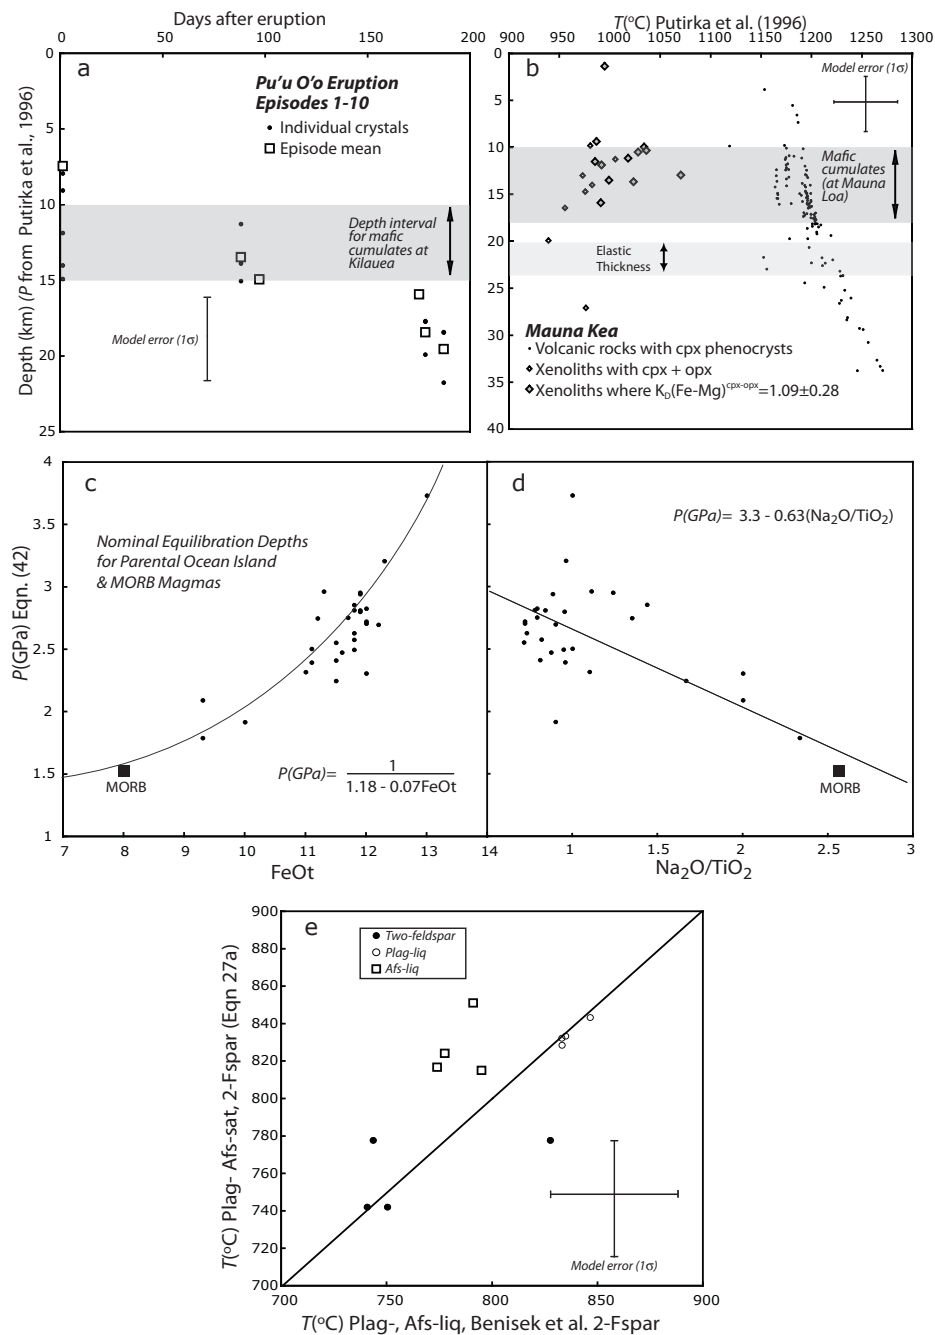 Days after eruption
0 50 100 150 200
a
Pu'u O'o Eruption
Episodes 1-10
Individual crystals
Episode mean
Depth interval
for mafic
cumulates at
Kilauea
Model error (1σ)
Depth (km) (P from Putirka et al., 1996)
0
5
10
15
20
25
T(ºC) Putirka et al. (1996)
900 950 1000 1050 1100 1150 1200 1250 1300
b
Model error (1σ)
Mafic
cumulates
(at Mauna
Loa)
Elastic
Thickness
Mauna Kea
Volcanic rocks with cpx phenocrysts
Xenoliths with cpx + opx
Xenoliths where KD(Fe-Mg)cpx-opx=1.09±0.28
0
5
10
15
20
25
30
35
40
c
Nominal Equilibration Depths
for Parental Ocean Island
& MORB Magmas
MORB
P(GPa)= 1
1.18 - 0.07FeOt
P(GPa) Eqn. (42)
4
3.5
3
2.5
2
1.5
1
7 8 9 10 11 12 13 14
FeOt
d
P(GPa)= 3.3 - 0.63(Na2O/TiO2)
MORB
1 1.5 2 2.5 3
Na2O/TiO2
e
Two-feldspar
Plag-liq
Afs-liq
Model error (1σ)
T(ºC) Plag- Afs-sat, 2-Fspar (Eqn 27a)
900
880
860
840
820
800
780
760
740
720
700
700 750 800 850 900
T(ºC) Plag-, Afs-liq, Benisek et al. 2-Fspar